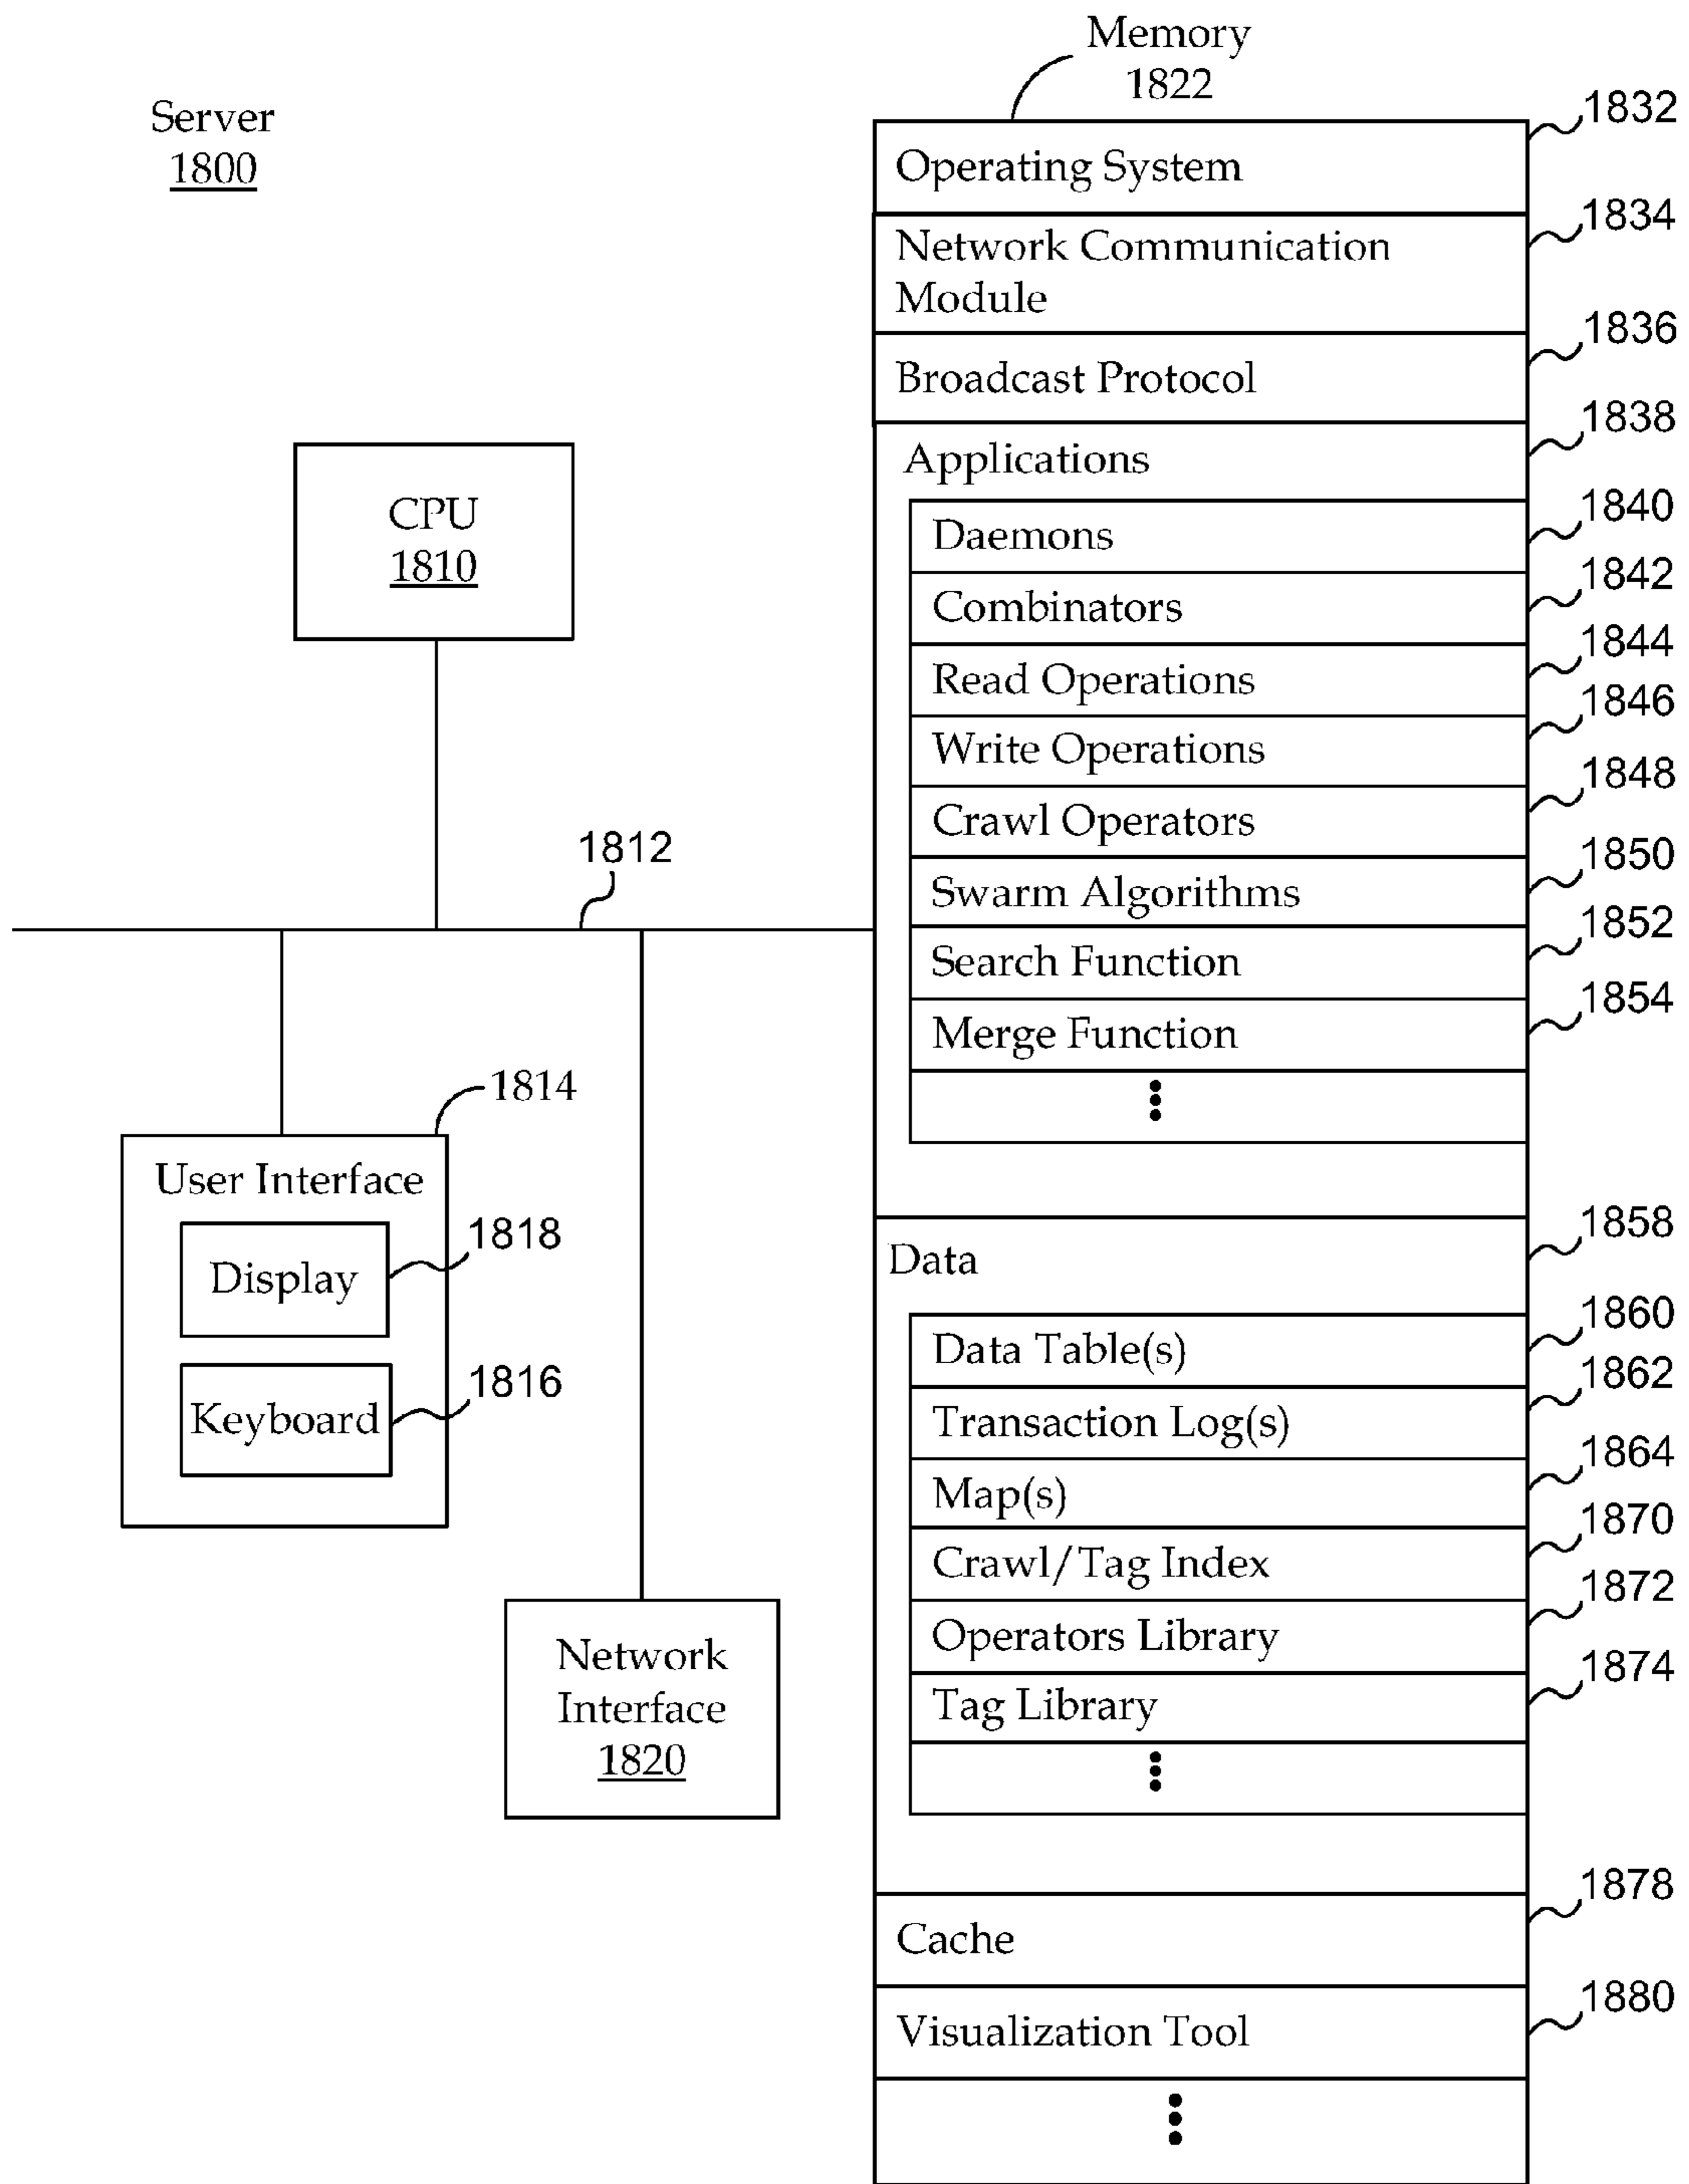 Server
1800
Memory
1822
Operating System
1832
Network Communication
Module
1834
Broadcast Protocol
1836
Applications
1838
Daemons
1840
Combinators
1842
Read Operations
1844
Write Operations
1846
Crawl Operators
1848
Swarm Algorithms
1850
Search Function
1852
Merge Function
1854
Data
1858
Data Table(s)
1860
Transaction Log(s)
1862
Map(s)
1864
Crawl/Tag Index
1870
Operators Library
1872
Tag Library
1874
Cache
1878
Visualization Tool
1880
CPU
1810
1812
1814
User Interface
Display
1818
Keyboard
1816
Network
Interface
1820